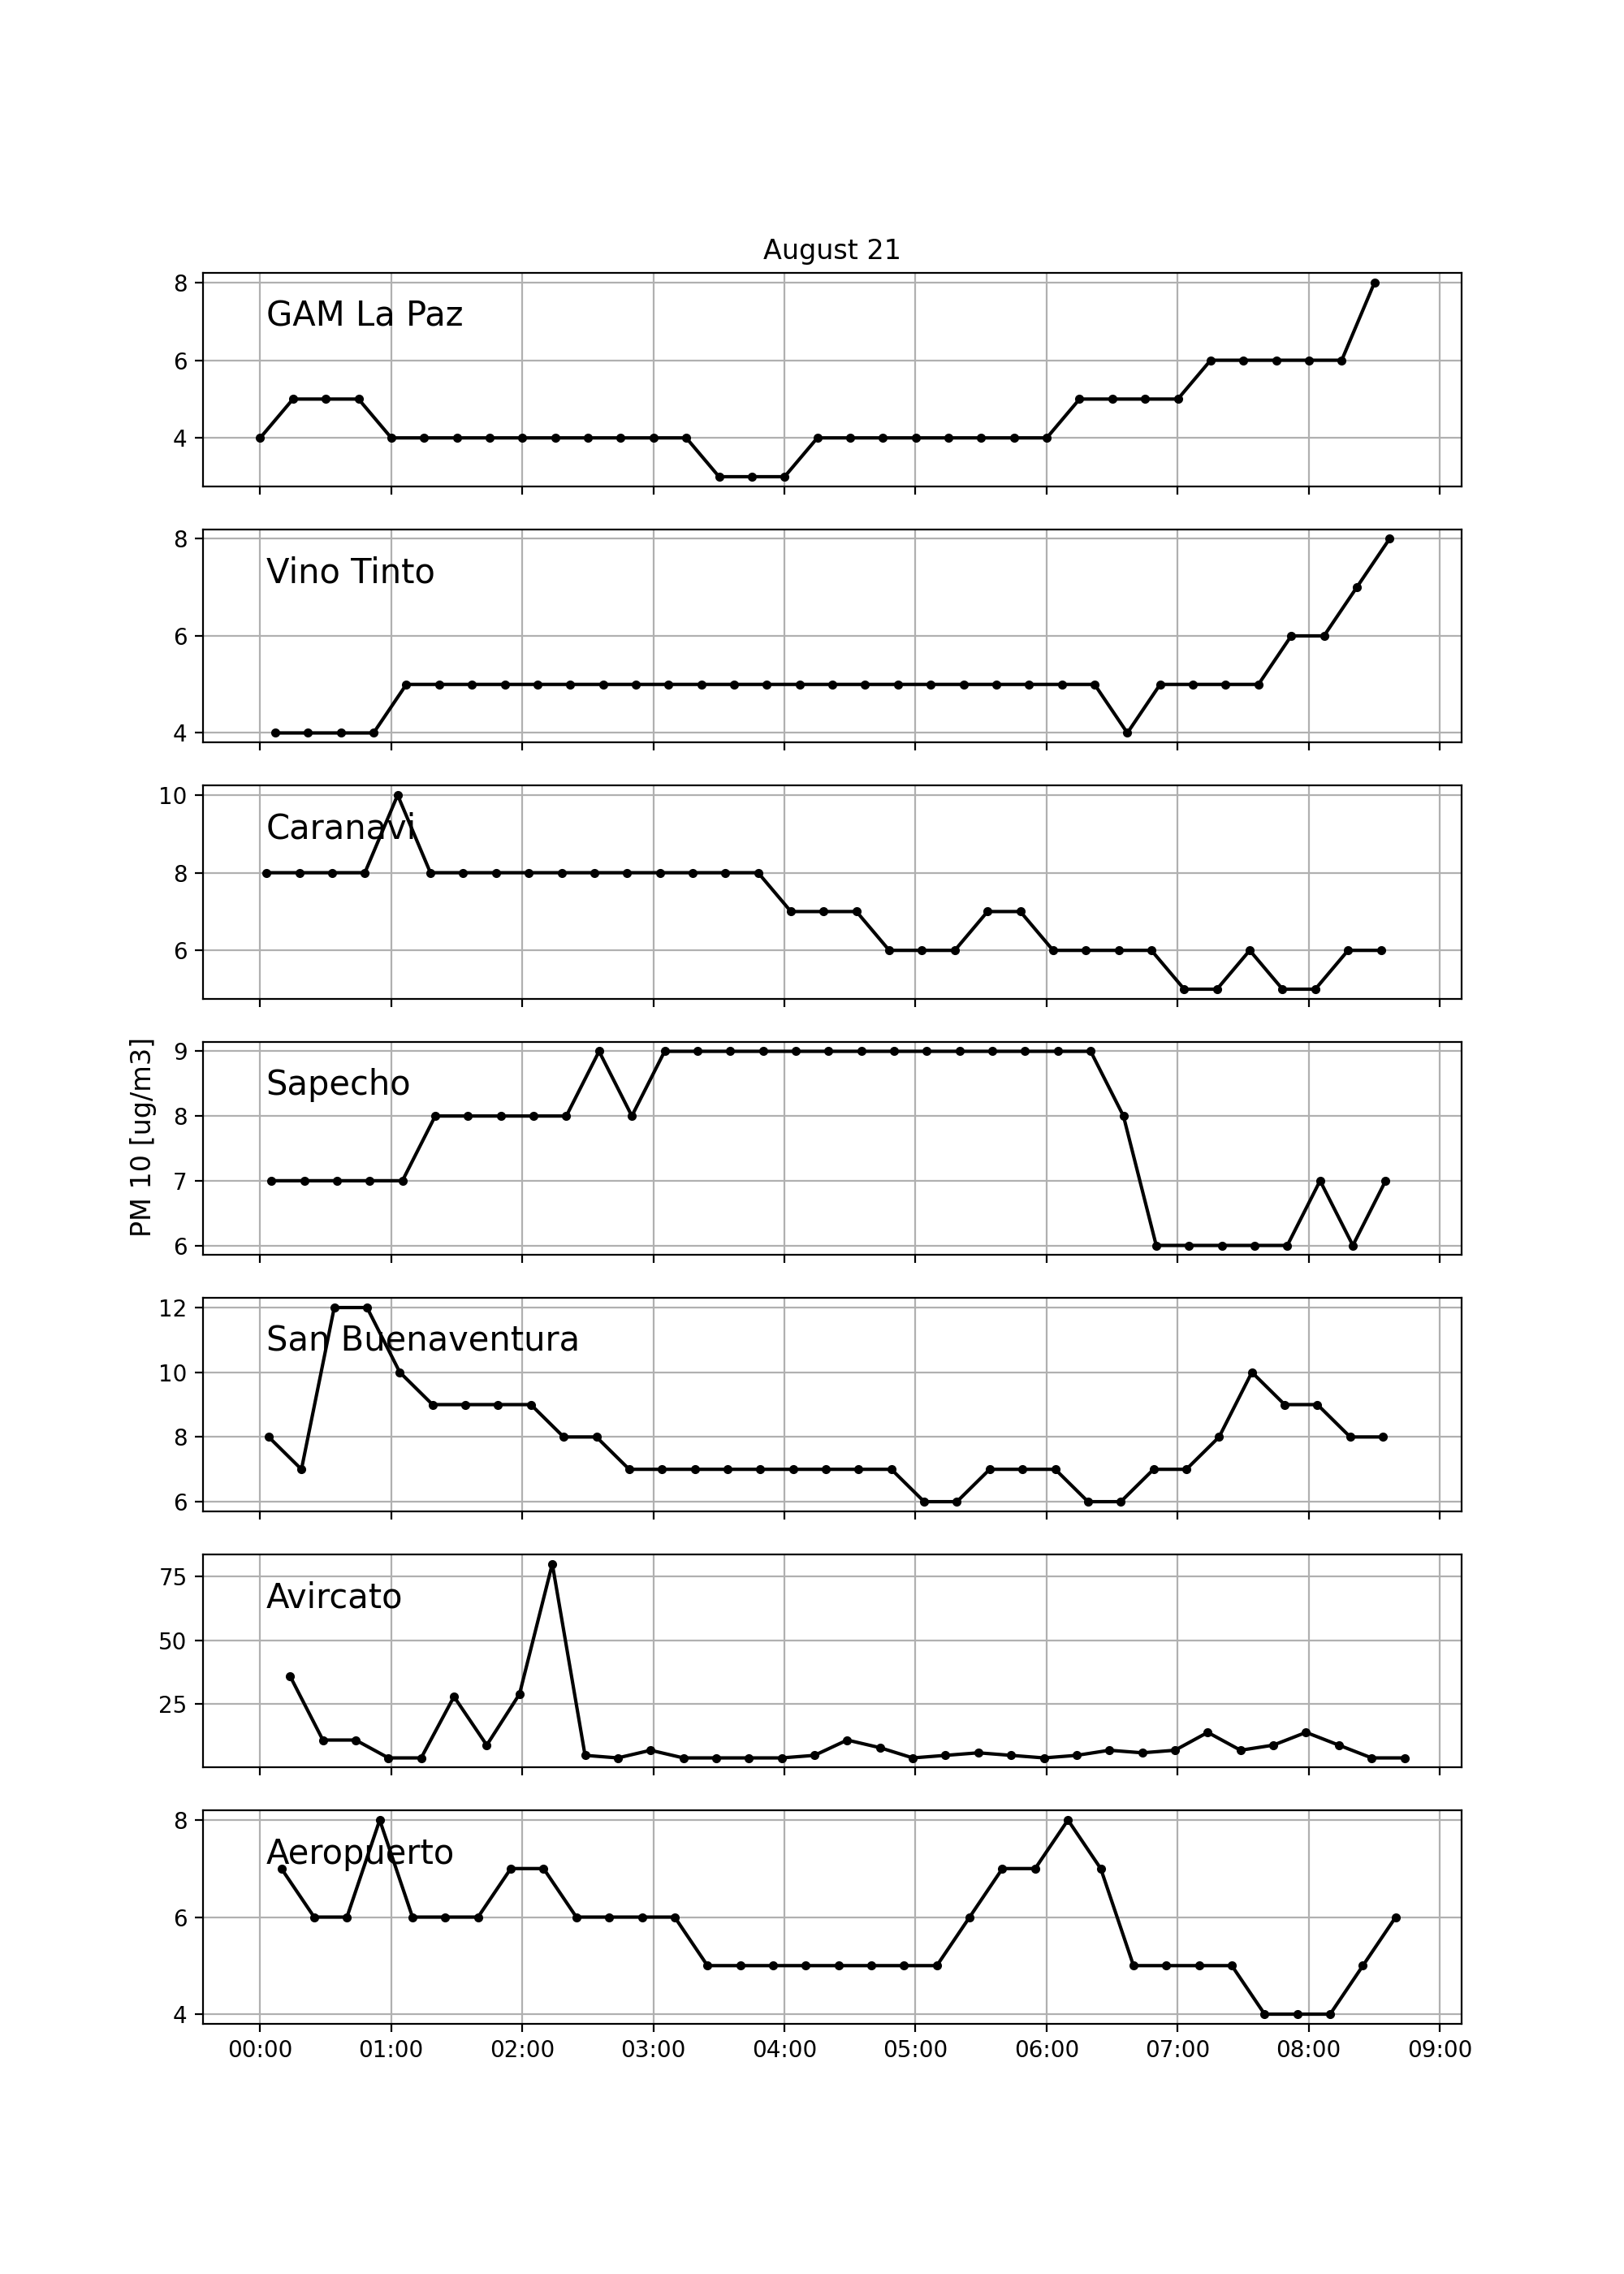 August 21
8
GAM La Paz
6
4
8
Vino Tinto
6
4
10
Caranavi
8
6
PM 10 [ug/m3]
9
Sapecho
8
7
6
12
San Buenaventura
10
8
6
75
Avircato
50
25
8
Aeropuerto
6
4
00:00 01:00 02:00 03:00 04:00 05:00 06:00 07:00 08:00 09:00